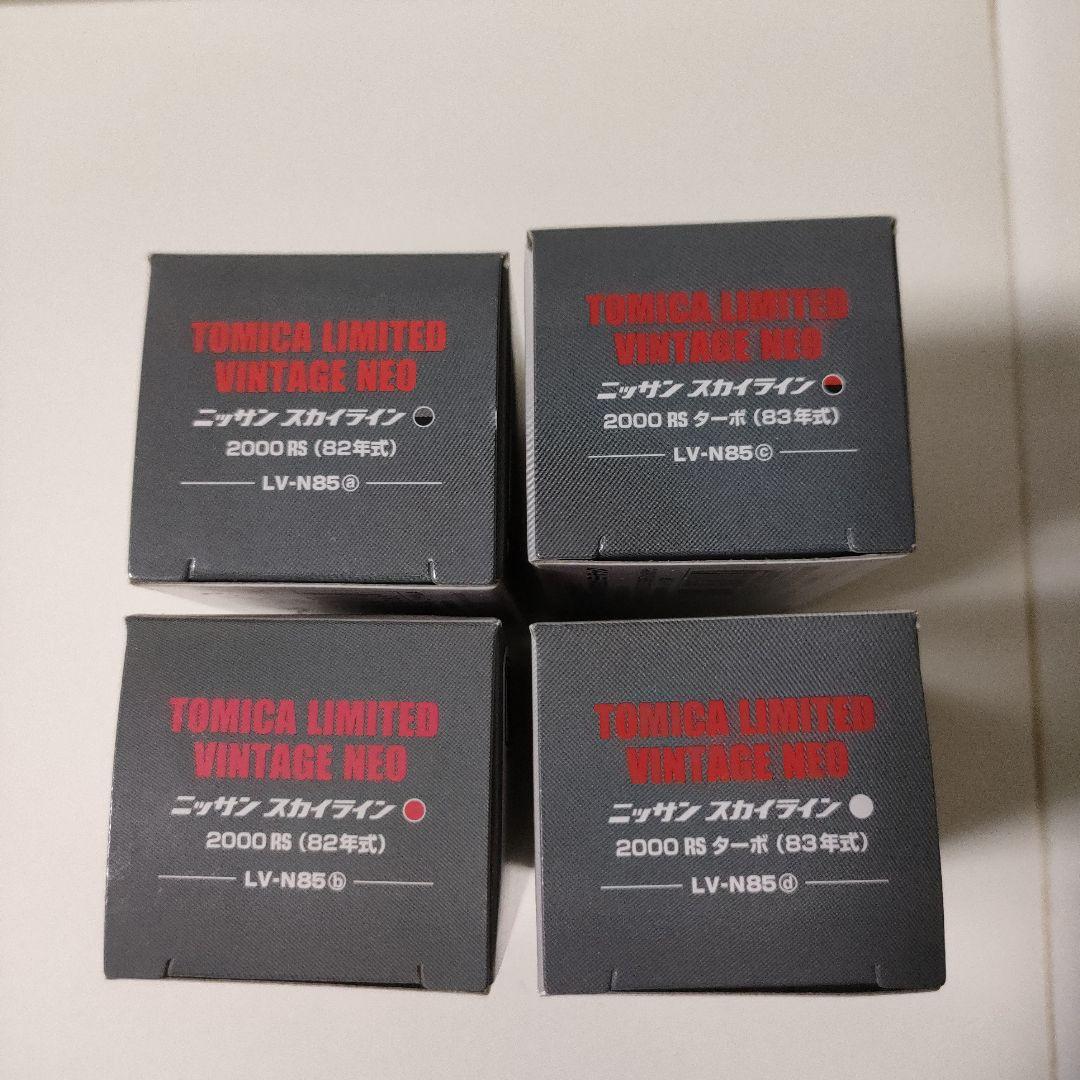 TOMICA LIMITED
VINTAGE NEO
ニッサン スカイライン
2000 RS (82年式)
LV-N85ⓐ
TOMICA LIMITED
VINTAGE NEO
ニッサン スカイライン
2000 RS ターボ (83年式)
LV-N85ⓒ
TOMICA LIMITED
VINTAGE NEO
ニッサン スカイライン
2000 RS (82年式)
LV-N85ⓑ
TOMICA LIMITED
VINTAGE NEO
ニッサン スカイライン
2000 RS ターボ (83年式)
LV-N85ⓓ